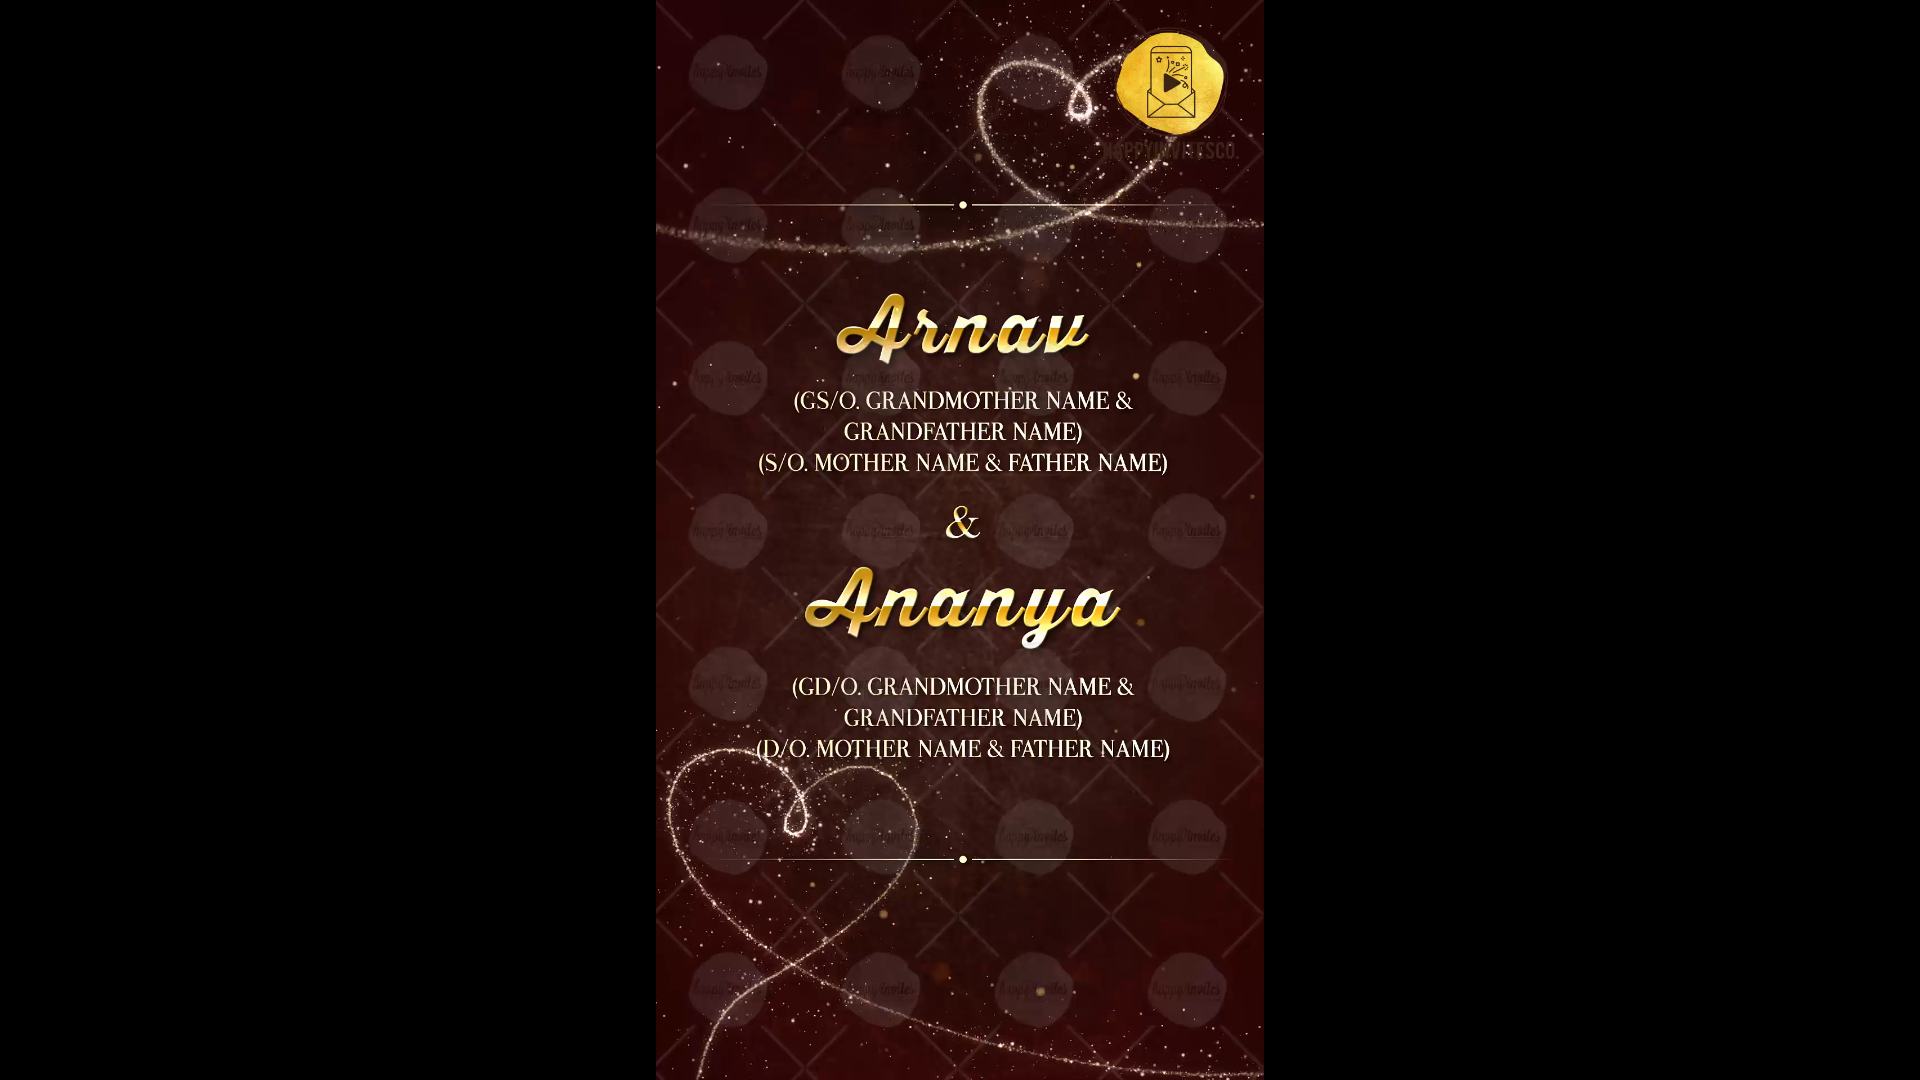 HAPPYINVITESCO.
Arnav
(GS/O. GRANDMOTHER NAME &
GRANDFATHER NAME)
(S/O. MOTHER NAME & FATHER NAME)
&
Ananya
(GD/O. GRANDMOTHER NAME &
GRANDFATHER NAME)
(D/O. MOTHER NAME & FATHER NAME)